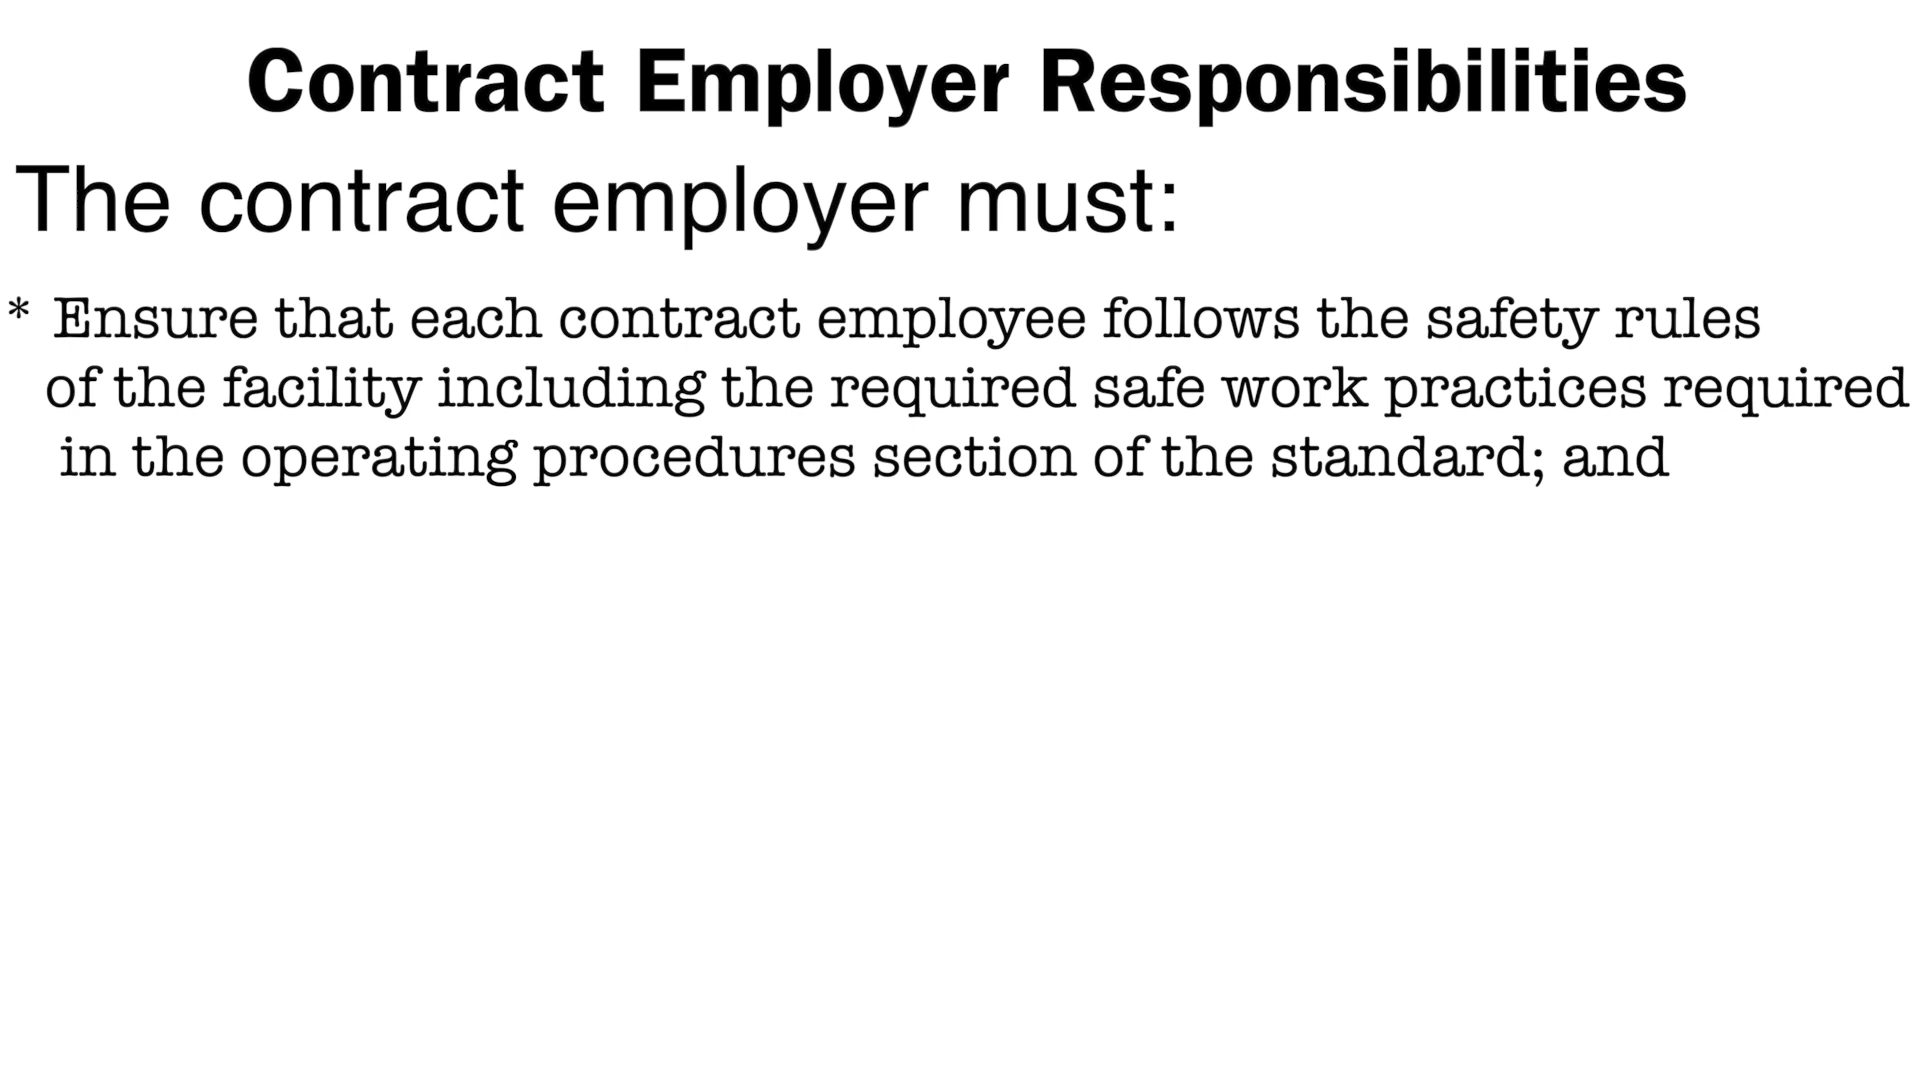 Contract Employer Responsibilities
The contract employer must:
* Ensure that each contract employee follows the safety rules
of the facility including the required safe work practices required
in the operating procedures section of the standard; and